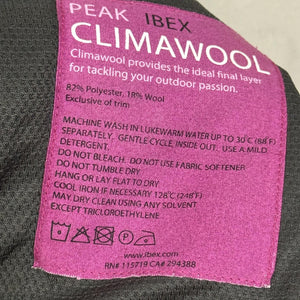 PEAK IBEX
CLIMAWOOL
Climawool provides the ideal final layer
for tackling your outdoor passion.
82% Polyester, 18% Wool
Exclusive of trim
MACHINE WASH IN LUKEWARM WATER UP TO 30°C (88°F)
SEPARATELY. GENTLE CYCLE INSIDE OUT. USE A MILD
DETERGENT.
DO NOT BLEACH. DO NOT USE FABRIC SOFTENER
DO NOT TUMBLE DRY
HANG OR LAY FLAT TO DRY
COOL IRON IF NECESSARY 128°C (248°F)
MAY DRY CLEAN USING ANY SOLVENT
EXCEPT TRICLOROETHYLENE
www.ibex.com
RN# 115719 CA# 294388